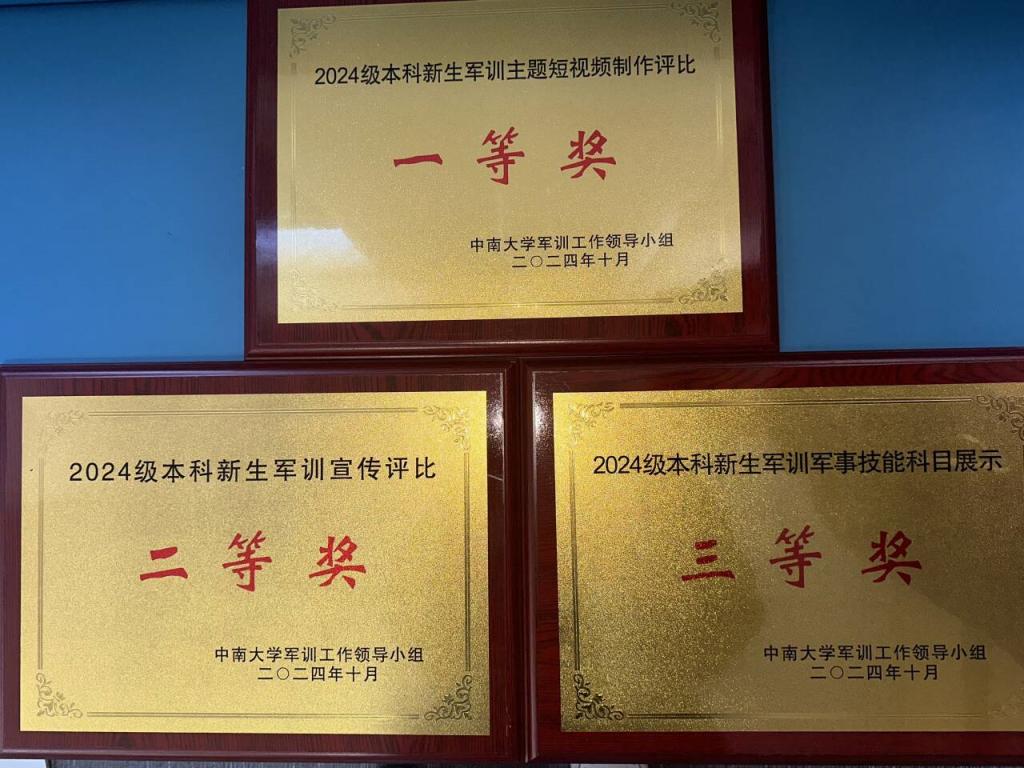 2024级本科新生军训主题短视频制作评比
一等奖
中南大学军训工作领导小组
二〇二四年十月
2024级本科新生军训宣传评比
二等奖
中南大学军训工作领导小组
二〇二四年十月
2024级本科新生军训军事技能科目展示
三等奖
中南大学军训工作领导小组
二〇二四年十月